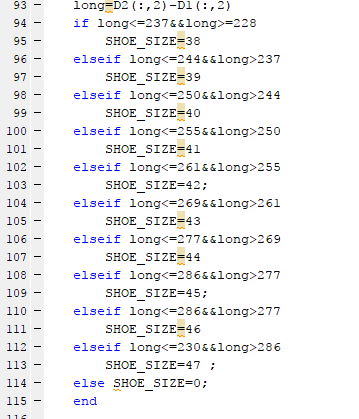 93 - long=D2(:,2)-D1(:,2)
94 - if long<=237&&long>=228
95 - SHOE_SIZE=38
96 - elseif long<=244&&long>237
97 - SHOE_SIZE=39
98 - elseif long<=250&&long>244
99 - SHOE_SIZE=40
100 - elseif long<=255&&long>250
101 - SHOE_SIZE=41
102 - elseif long<=261&&long>255
103 - SHOE_SIZE=42;
104 - elseif long<=269&&long>261
105 - SHOE_SIZE=43
106 - elseif long<=277&&long>269
107 - SHOE_SIZE=44
108 - elseif long<=286&&long>277
109 - SHOE_SIZE=45;
110 - elseif long<=286&&long>277
111 - SHOE_SIZE=46
112 - elseif long<=230&&long>286
113 - SHOE_SIZE=47 ;
114 - else SHOE_SIZE=0;
115 - end